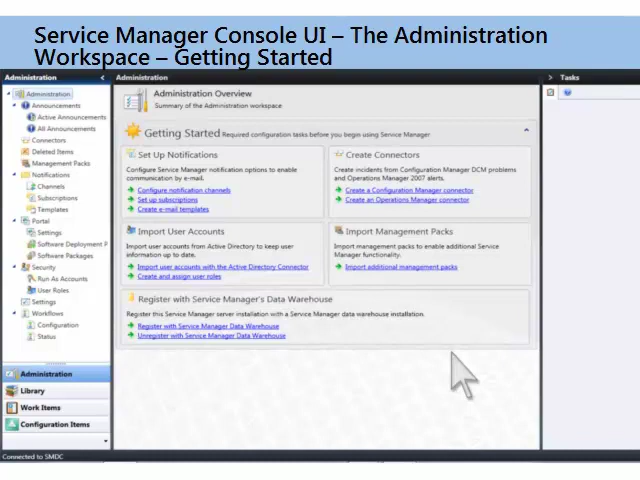 Service Manager Console UI – The Administration
Workspace – Getting Started
Administration
Administration
Announcements
Active Announcements
All Announcements
Connectors
Deleted Items
Management Packs
Notifications
Channels
Subscriptions
Templates
Portal
Settings
Software Deployment P
Software Packages
Security
Run As Accounts
User Roles
Settings
Workflows
Configuration
Status
Administration
Library
Work Items
Configuration Items
Connected to SMDC
Administration
Administration Overview
Summary of the Administration workspace
Getting Started Required configuration tasks before you begin using Service Manager
Set Up Notifications
Configure Service Manager notification options to enable
communication by e-mail.
Configure notification channels
Set up subscriptions
Create e-mail templates
Create Connectors
Create incidents from Configuration Manager DCM problems
and Operations Manager 2007 alerts.
Create a Configuration Manager connector
Create an Operations Manager connector
Import User Accounts
Import user accounts from Active Directory to keep user
information up to date.
Import user accounts with the Active Directory Connector
Create and assign user roles
Import Management Packs
Import management packs to enable additional Service
Manager functionality.
Import additional management packs
Register with Service Manager's Data Warehouse
Register this Service Manager server installation with a Service Manager data warehouse installation.
Register with Service Manager Data Warehouse
Unregister with Service Manager Data Warehouse
Tasks